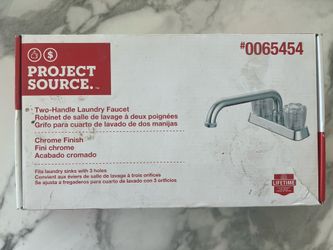 #0065454
PROJECT
SOURCE.
Two-Handle Laundry Faucet
Robinet de salle de lavage à deux poignées
Grifo para cuarto de lavado de dos manijas
Chrome Finish
Fini chrome
Acabado cromado
Fits laundry sinks with 3 holes
Convient aux éviers de salle de lavage à trois orifices
Se ajusta a fregaderos para cuarto de lavado con 3 orificios
LIFETIME